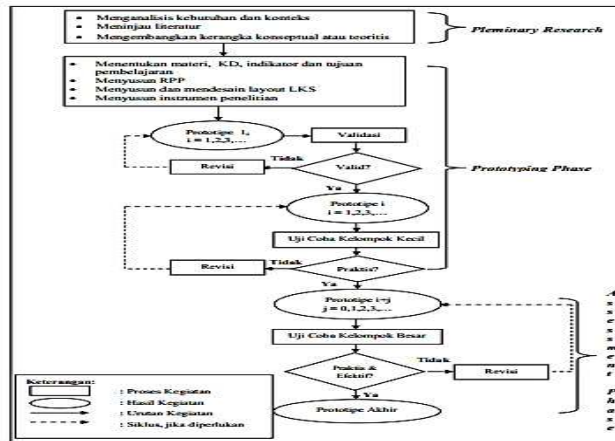 • Menganalisis kebutuhan dan konteks
• Meninjau literatur
• Mengembangkan kerangka konseptual atau teoritis
Pleminary Research
• Menentukan materi, KD, indikator dan tujuan
pembelajaran
• Menyusun RPP
• Menyusun dan mendesain layout LKS
• Menyusun instrumen penelitian
Prototipe 1,
i = 1,2,3,…
Validasi
Revisi
Tidak
Valid?
Ya
Prototyping Phase
Prototipe i
i = 1,2,3,…
Uji Coba Kelompok Kecil
Revisi
Tidak
Praktis?
Ya
Prototipe i+j
j = 0,1,2,3,…
Uji Coba Kelompok Besar
Praktis &
Efektif?
Tidak
Revisi
Ya
Prototipe Akhir
Assessment Phase
Keterangan:
: Proses Kegiatan
: Hasil Kegiatan
: Urutan Kegiatan
: Siklus, jika diperlukan